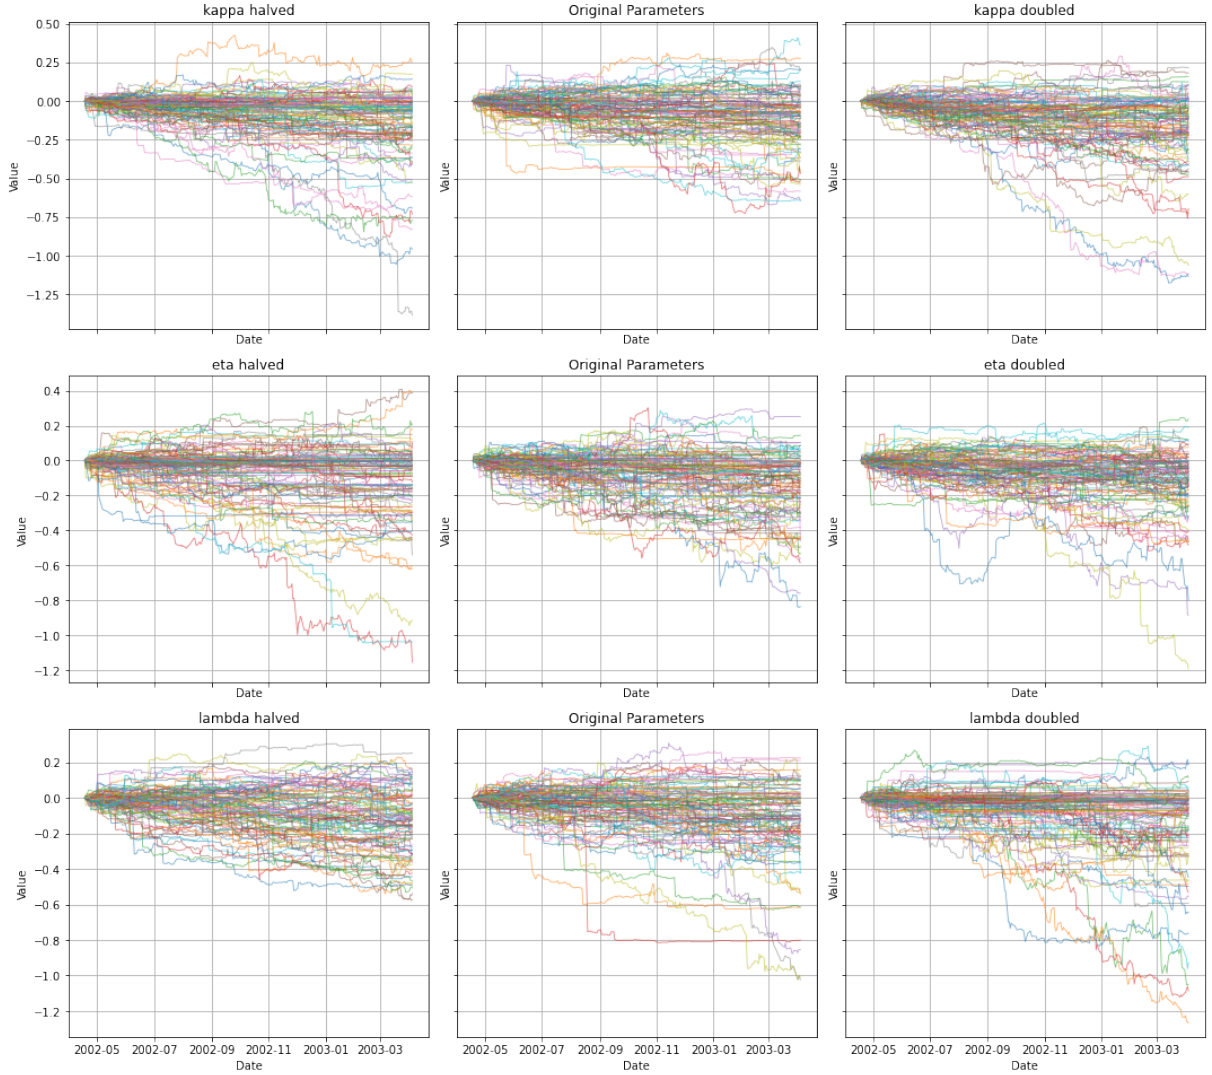 kappa halved
Original Parameters
kappa doubled
0.50
0.25
0.00
−0.25
−0.50
−0.75
−1.00
−1.25
Value
Value
Value
Date
Date
Date
eta halved
Original Parameters
eta doubled
0.4
0.2
0.0
−0.2
−0.4
−0.6
−0.8
−1.0
−1.2
Value
Value
Value
Date
Date
Date
lambda halved
Original Parameters
lambda doubled
0.2
0.0
−0.2
−0.4
−0.6
−0.8
−1.0
−1.2
Value
Value
Value
2002-05 2002-07 2002-09 2002-11 2003-01 2003-03
2002-05 2002-07 2002-09 2002-11 2003-01 2003-03
2002-05 2002-07 2002-09 2002-11 2003-01 2003-03
Date
Date
Date